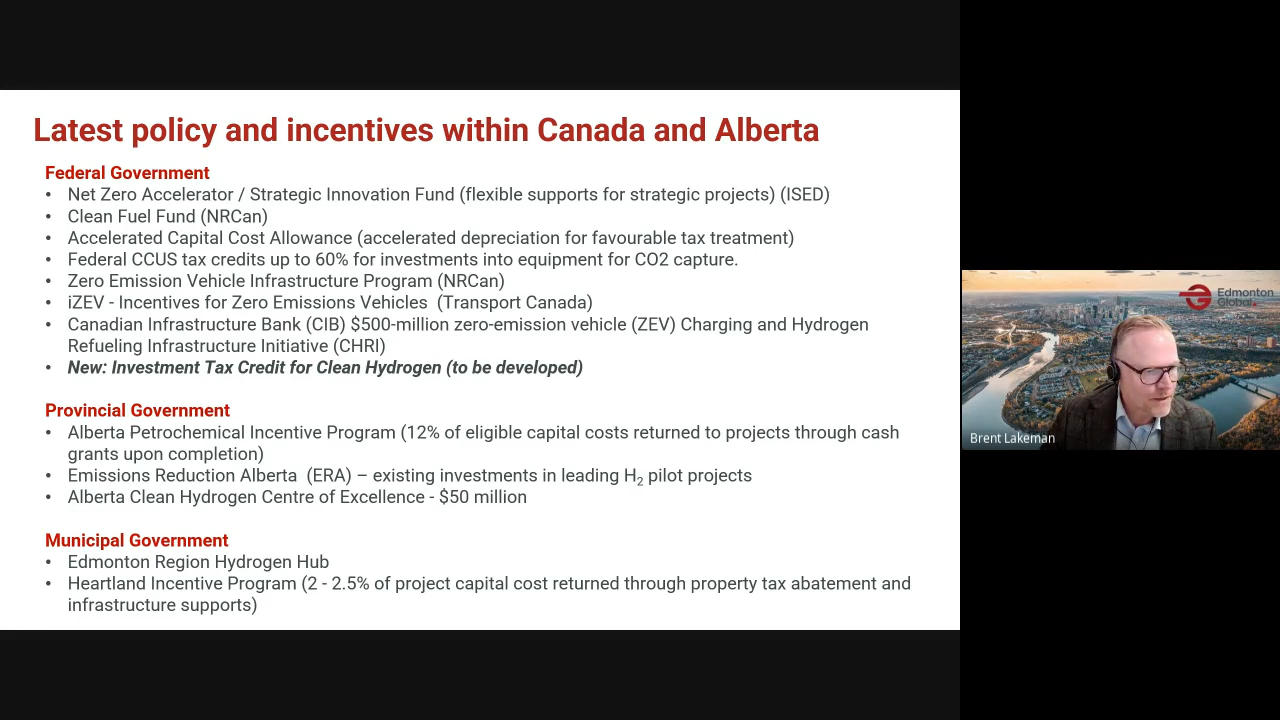 Latest policy and incentives within Canada and Alberta
Federal Government
• Net Zero Accelerator / Strategic Innovation Fund (flexible supports for strategic projects) (ISED)
• Clean Fuel Fund (NRCan)
• Accelerated Capital Cost Allowance (accelerated depreciation for favourable tax treatment)
• Federal CCUS tax credits up to 60% for investments into equipment for CO2 capture.
• Zero Emission Vehicle Infrastructure Program (NRCan)
• iZEV - Incentives for Zero Emissions Vehicles (Transport Canada)
• Canadian Infrastructure Bank (CIB) $500-million zero-emission vehicle (ZEV) Charging and Hydrogen
Refueling Infrastructure Initiative (CHRI)
• New: Investment Tax Credit for Clean Hydrogen (to be developed)
Provincial Government
• Alberta Petrochemical Incentive Program (12% of eligible capital costs returned to projects through cash
grants upon completion)
• Emissions Reduction Alberta (ERA) – existing investments in leading H₂ pilot projects
• Alberta Clean Hydrogen Centre of Excellence - $50 million
Municipal Government
• Edmonton Region Hydrogen Hub
• Heartland Incentive Program (2 - 2.5% of project capital cost returned through property tax abatement and
infrastructure supports)
Edmonton
Global.
Brent Lakeman